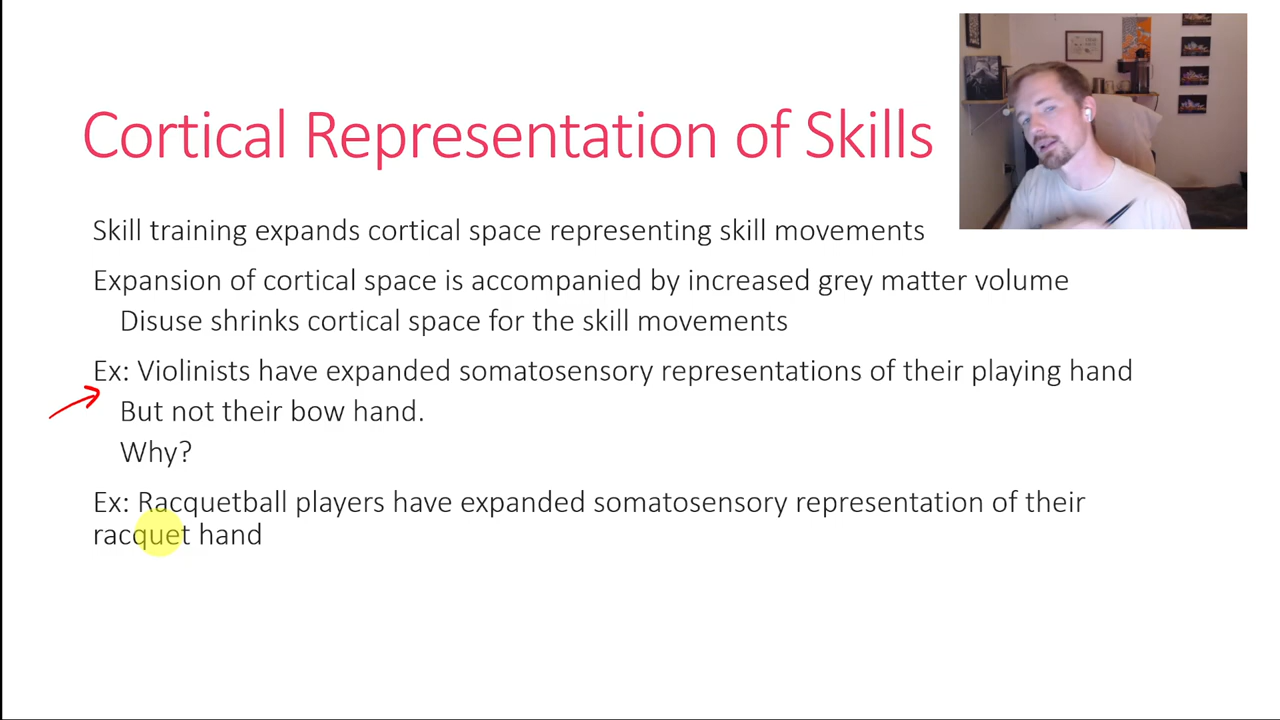 Cortical Representation of Skills
Skill training expands cortical space representing skill movements
Expansion of cortical space is accompanied by increased grey matter volume
Disuse shrinks cortical space for the skill movements
Ex: Violinists have expanded somatosensory representations of their playing hand
But not their bow hand.
Why?
Ex: Racquetball players have expanded somatosensory representation of their
racquet hand